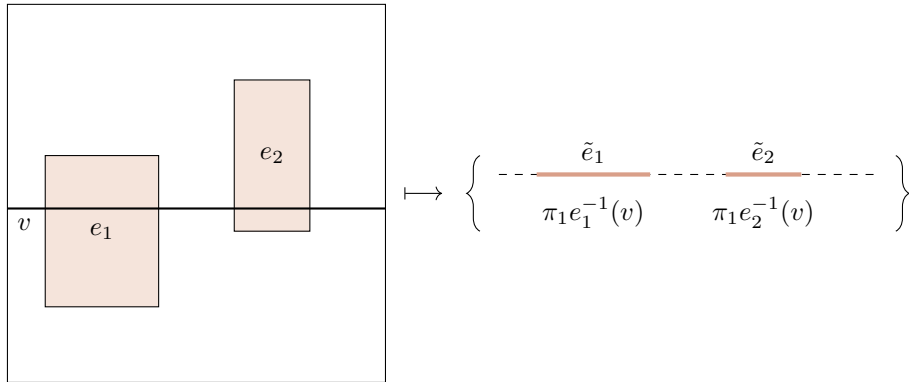 e₂
v
e₁
ẽ₁ ẽ₂
π₁e₁⁻¹(v) π₁e₂⁻¹(v)